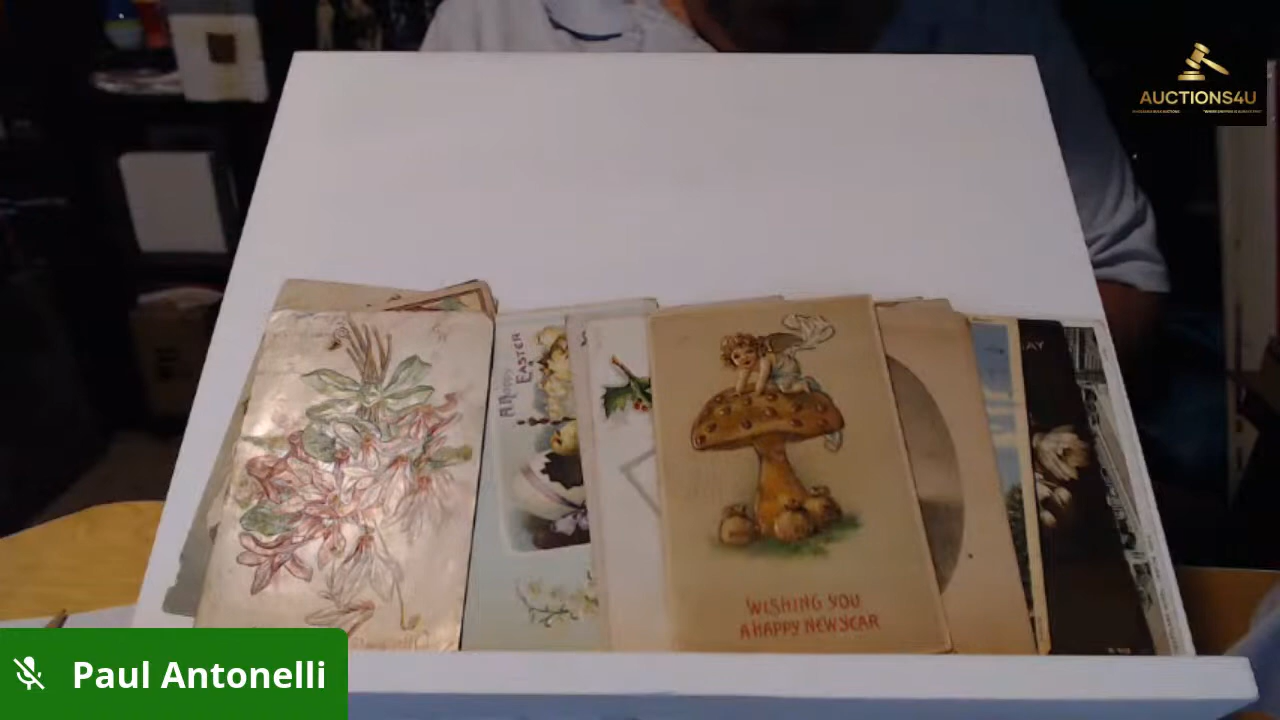 AUCTIONS4U
A Happy
EASTER
AY
WISHING YOU
A HAPPY NEW YEAR
Paul Antonelli